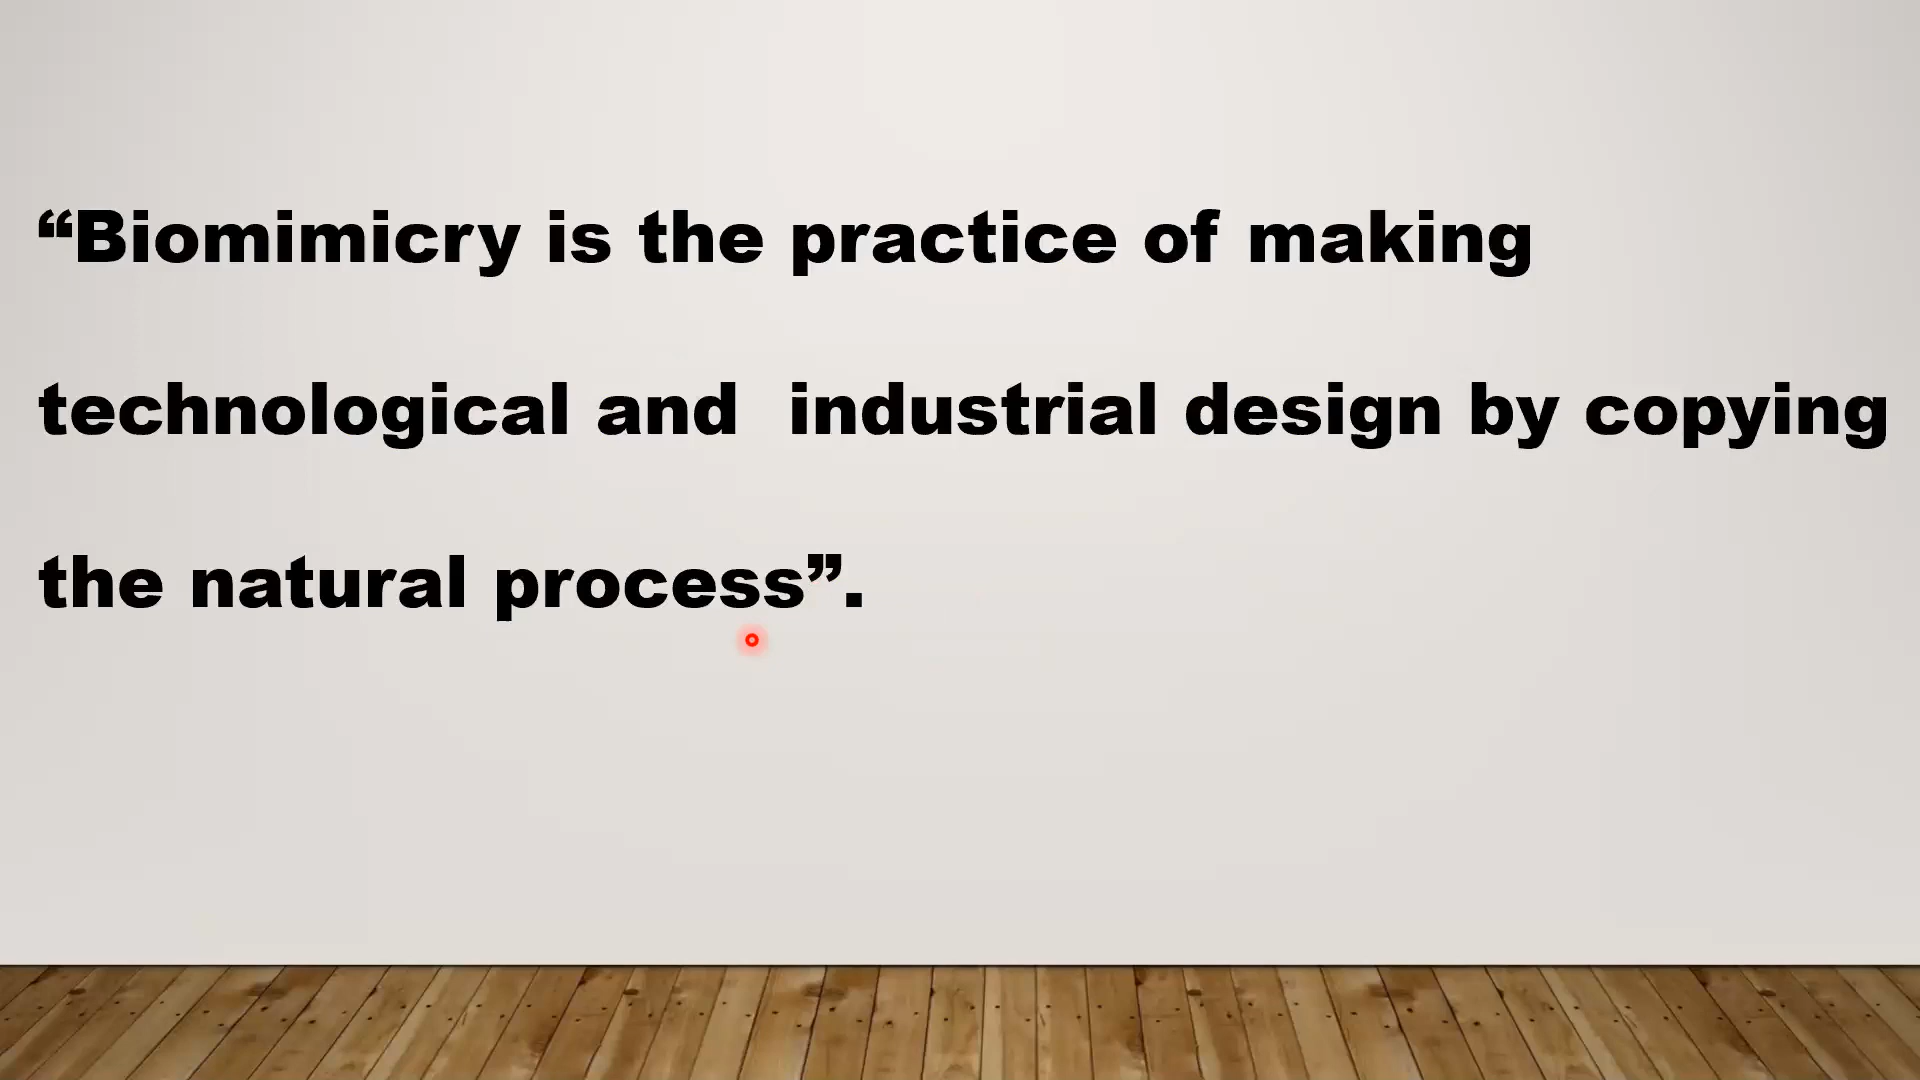 “Biomimicry is the practice of making
technological and  industrial design by copying
the natural process”.